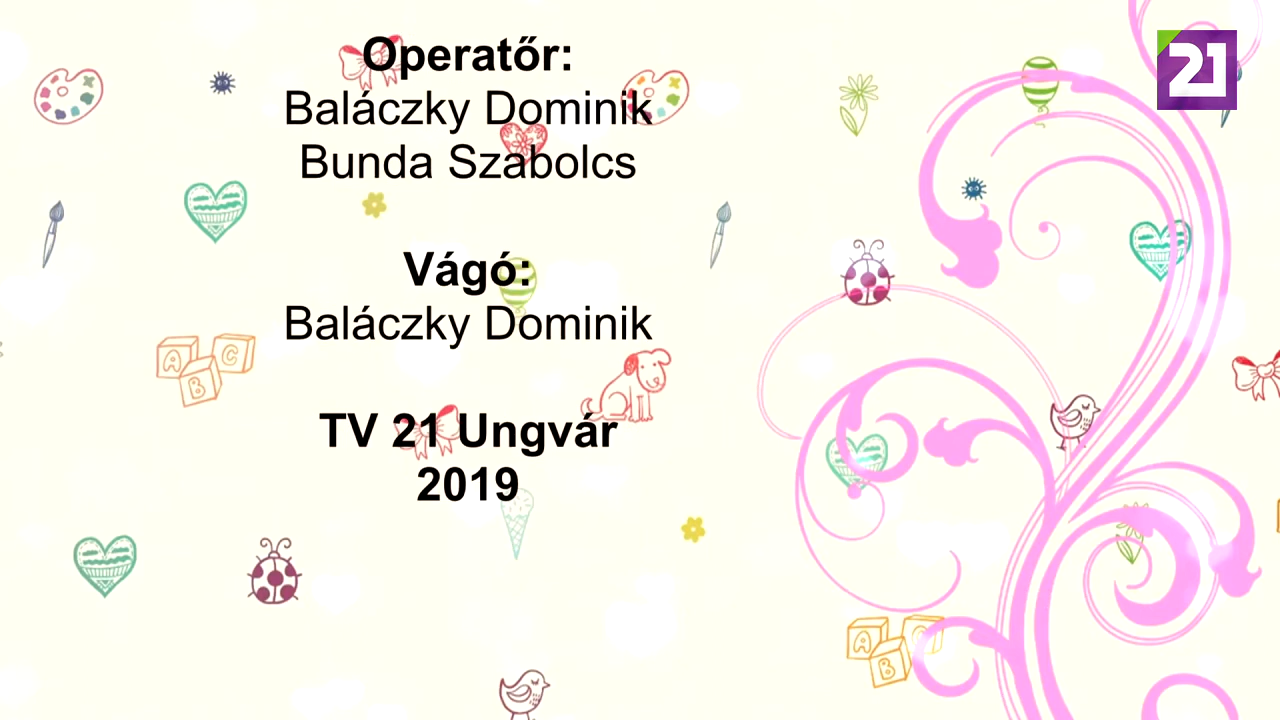 Operatőr:
Baláczky Dominik
Bunda Szabolcs
Vágó:
Baláczky Dominik
TV 21 Ungvár
2019
21
A C
B
A C
B